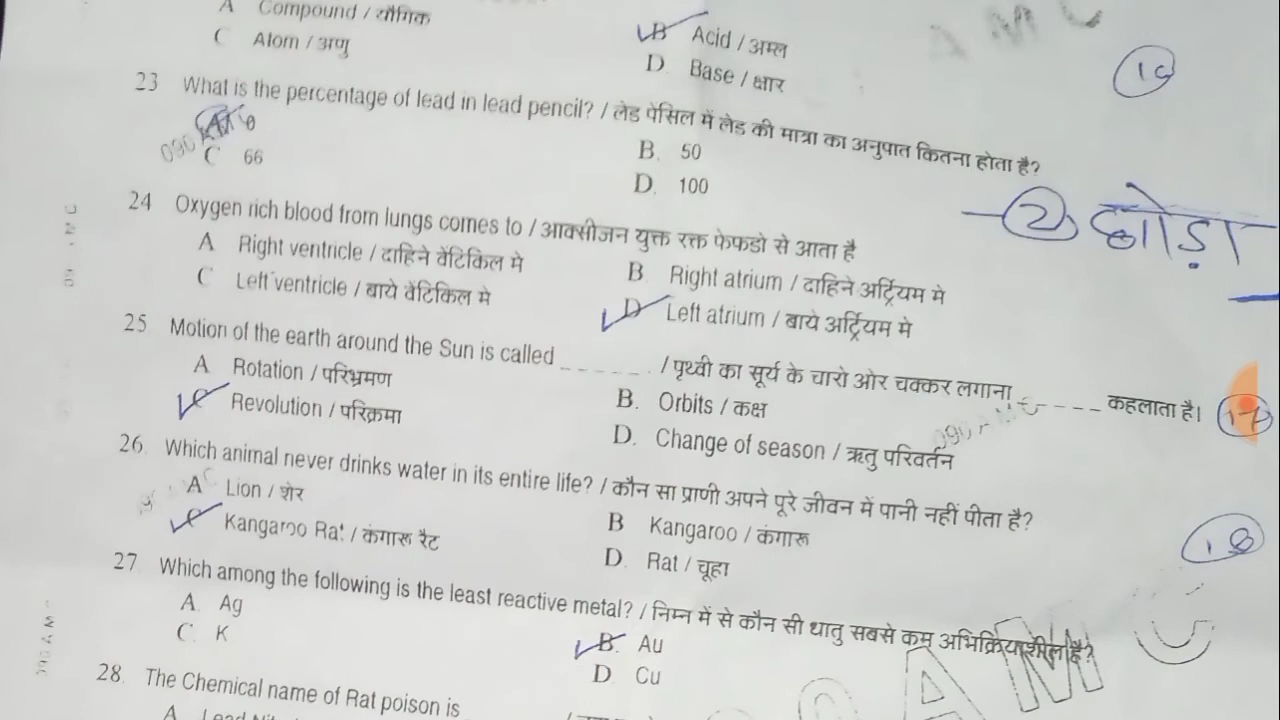 A Compound / यौगिक
B Acid / अम्ल
C Atom / अणु
D. Base / क्षार
19
23 What is the percentage of lead in lead pencil? / लेड पेंसिल में लेड की मात्रा का अनुपात कितना होता है?
A 0
B. 50
C 66
D. 100
24 Oxygen rich blood from lungs comes to / आक्सीजन युक्त रक्त फेफडो से आता है
A Right ventricle / दाहिने वेंटिकिल मे
B Right atrium / दाहिने अर्ट्रियम मे
C Left ventricle / बाये वेंटिकिल मे
D Left atrium / बाये अर्ट्रियम मे
2 घोड़ा
25 Motion of the earth around the Sun is called ______ . / पृथ्वी का सूर्य के चारो ओर चक्कर लगाना ______ कहलाता है।
A Rotation / परिभ्रमण
B. Orbits / कक्ष
C Revolution / परिक्रमा
D. Change of season / ऋतु परिवर्तन
17
26. Which animal never drinks water in its entire life? / कौन सा प्राणी अपने पूरे जीवन में पानी नहीं पीता है?
A Lion / शेर
B Kangaroo / कंगारू
C Kangaroo Rat / कंगारू रैट
D. Rat / चूहा
18
27. Which among the following is the least reactive metal? / निम्न में से कौन सी धातु सबसे कम अभिक्रियाशील है?
A. Ag
B. Au
C. K
D Cu
28. The Chemical name of Rat poison is
A